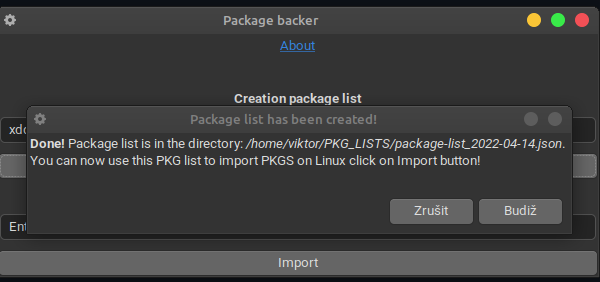 Package backer
About
Creation package list
Package list has been created!
xdo
Done! Package list is in the directory: /home/viktor/PKG_LISTS/package-list_2022-04-14.json.
You can now use this PKG list to import PKGS on Linux click on Import button!
Zrušit
Budiž
Ent
Import